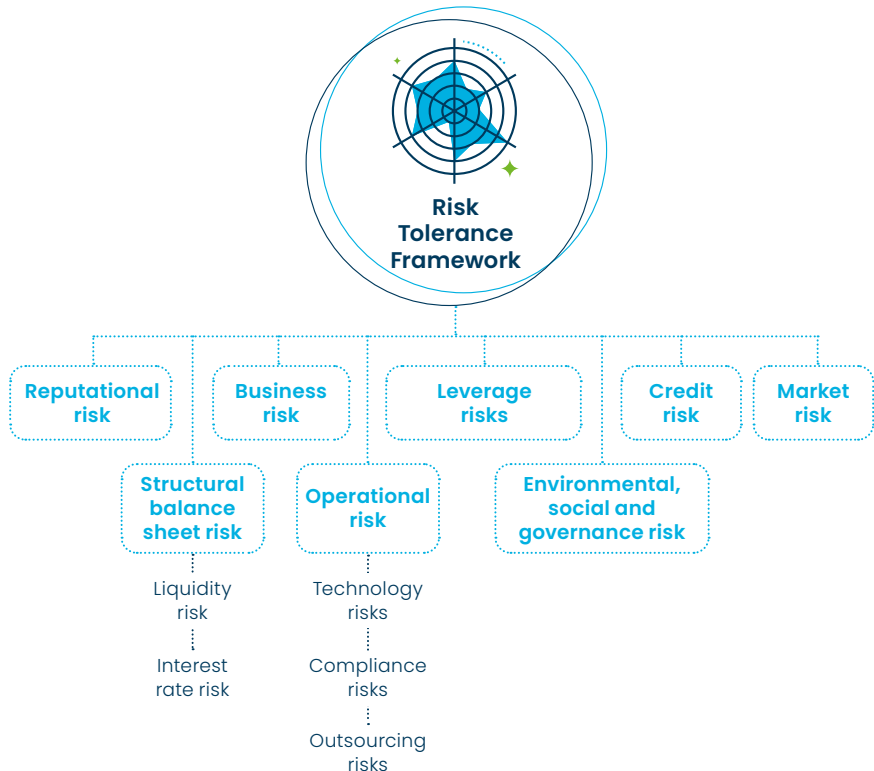 Risk
Tolerance
Framework
Reputational
risk
Business
risk
Leverage
risks
Credit
risk
Market
risk
Structural
balance
sheet risk
Operational
risk
Environmental,
social and
governance risk
Liquidity
risk
Interest
rate risk
Technology
risks
Compliance
risks
Outsourcing
risks